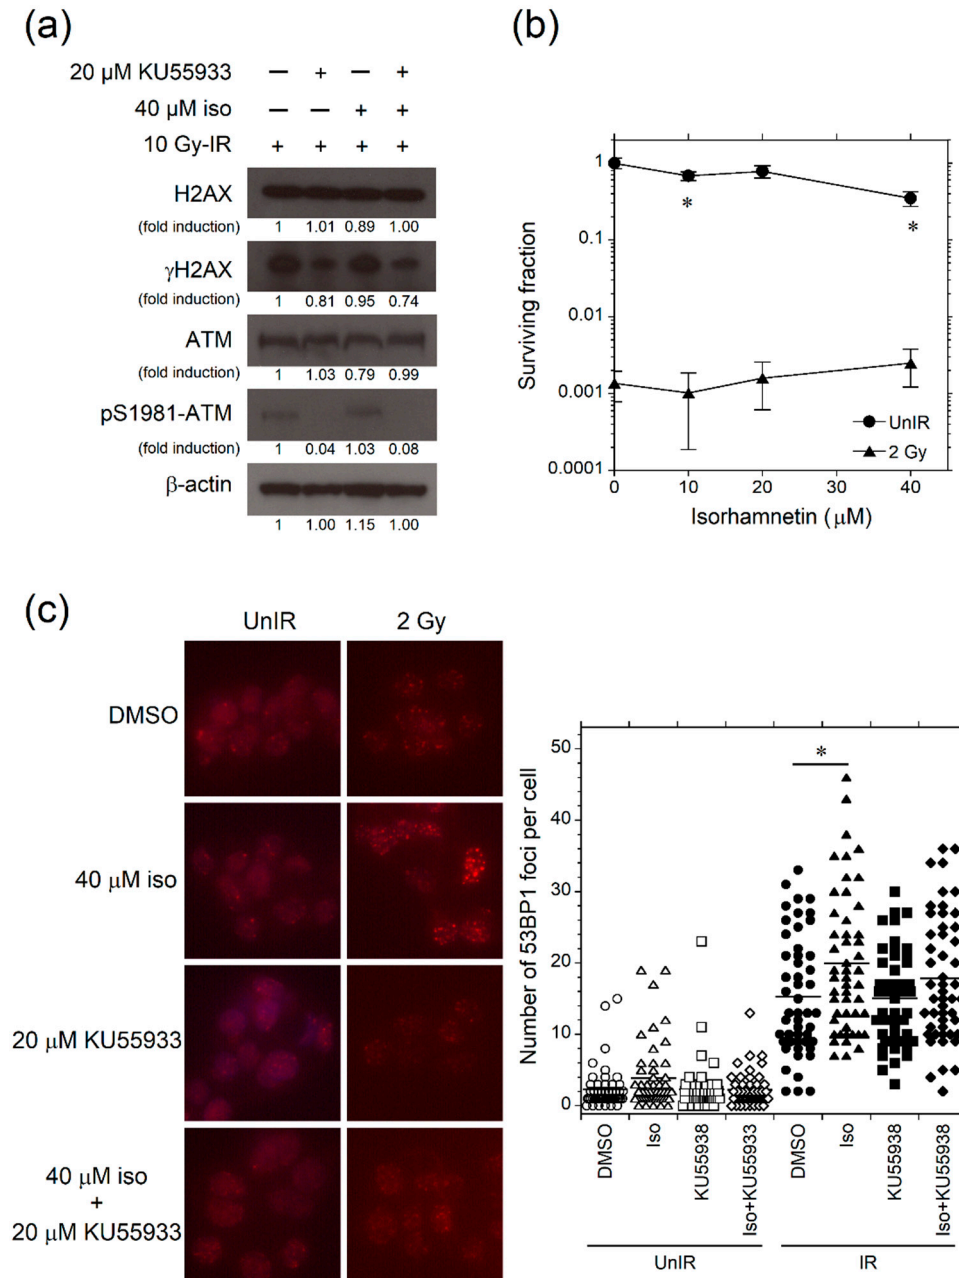 (a)
20 μM KU55933 — + — +
40 μM iso — — + +
10 Gy-IR + + + +
H2AX
(fold induction) 1 1.01 0.89 1.00
γH2AX
(fold induction) 1 0.81 0.95 0.74
ATM
(fold induction) 1 1.03 0.79 0.99
pS1981-ATM
(fold induction) 1 0.04 1.03 0.08
β-actin
1 1.00 1.15 1.00
(b)
Surviving fraction
1
0.1
0.01
0.001
0.0001
*
*
UnIR
2 Gy
0 10 20 40
Isorhamnetin (μM)
(c)
UnIR 2 Gy
DMSO
40 μM iso
20 μM KU55933
40 μM iso
+
20 μM KU55933
Number of 53BP1 foci per cell
50
40
30
20
10
0
*
DMSO
Iso
KU55938
Iso+KU55933
DMSO
Iso
KU55938
Iso+KU55938
UnIR IR